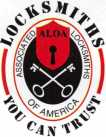 LOCKSMITHS
ALOA
ASSOCIATED
LOCKSMITHS
OF AMERICA
YOU CAN TRUST